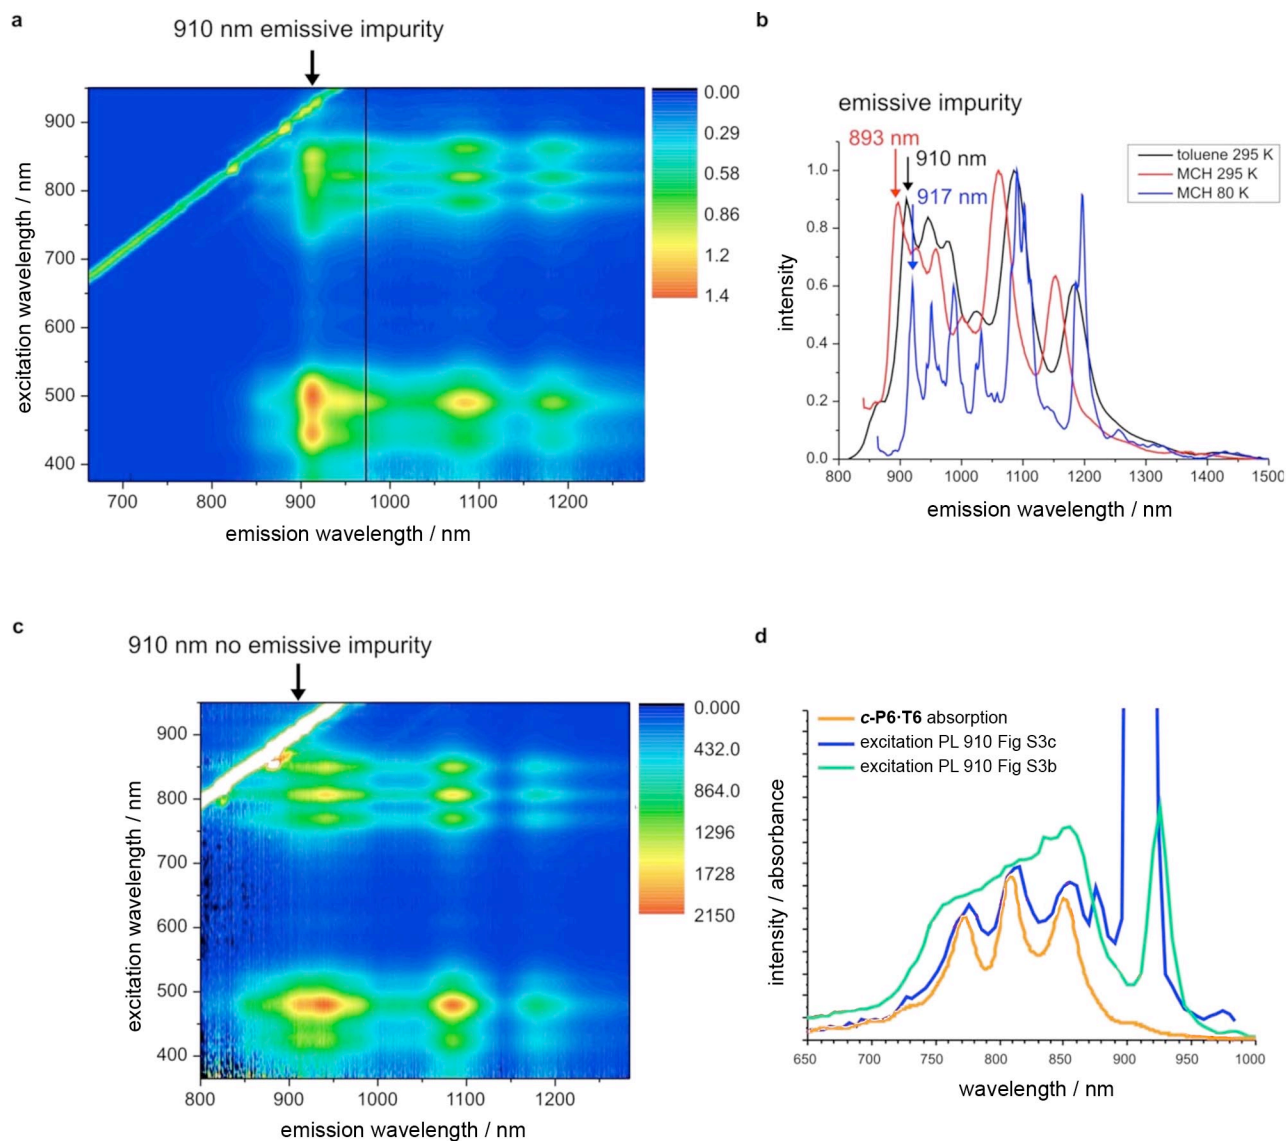 a
910 nm emissive impurity
900
800
700
600
500
400
excitation wavelength / nm
700 800 900 1000 1100 1200
emission wavelength / nm
0.00
0.29
0.58
0.86
1.2
1.4
b
emissive impurity
893 nm
910 nm
917 nm
toluene 295 K
MCH 295 K
MCH 80 K
1.0
0.8
0.6
0.4
0.2
0.0
intensity
800 900 1000 1100 1200 1300 1400 1500
emission wavelength / nm
c
910 nm no emissive impurity
900
800
700
600
500
400
excitation wavelength / nm
800 900 1000 1100 1200
emission wavelength / nm
0.000
432.0
864.0
1296
1728
2150
d
c-P6·T6 absorption
excitation PL 910 Fig S3c
excitation PL 910 Fig S3b
intensity / absorbance
650 700 750 800 850 900 950 1000
wavelength / nm